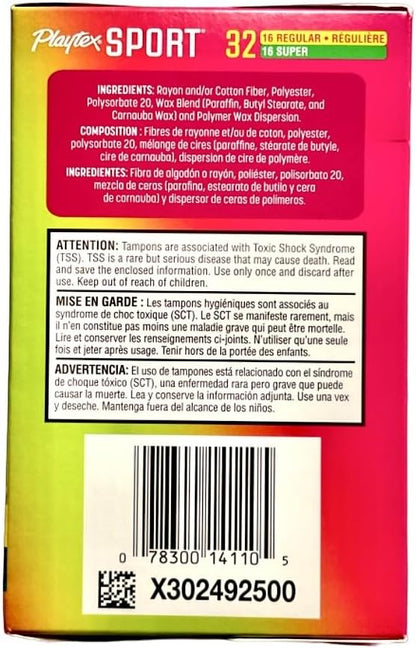 Playtex SPORT 32 16 REGULAR • RÉGULIÈRE
16 SUPER
INGREDIENTS: Rayon and/or Cotton Fiber, Polyester,
Polysorbate 20, Wax Blend (Paraffin, Butyl Stearate, and
Carnauba Wax) and Polymer Wax Dispersion.
COMPOSITION : Fibres de rayonne et/ou de coton, polyester,
polysorbate 20, mélange de cires (paraffine, stéarate de butyle,
cire de carnauba), dispersion de cire de polymère.
INGREDIENTES: Fibra de algodón o rayón, poliéster, polisorbato 20,
mezcla de ceras (parafina, estearato de butilo y cera
de carnauba) y dispersor de ceras de polímeros.
ATTENTION: Tampons are associated with Toxic Shock Syndrome
(TSS). TSS is a rare but serious disease that may cause death. Read
and save the enclosed information. Use only once and discard after
use. Keep out of reach of children.
MISE EN GARDE : Les tampons hygiéniques sont associés au
syndrome de choc toxique (SCT). Le SCT se manifeste rarement, mais
il n'en constitue pas moins une maladie grave qui peut être mortelle.
Lire et conserver les renseignements ci-joints. N'utiliser qu'une seule
fois et jeter après usage. Tenir hors de la portée des enfants.
ADVERTENCIA: El uso de tampones está relacionado con el síndrome
de choque tóxico (SCT), una enfermedad rara pero grave que puede
causar la muerte. Lea y conserve la información adjunta. Use una vex
y deseche. Mantenga fuera del alcance de los niños.
0 78300 14110 5
X302492500